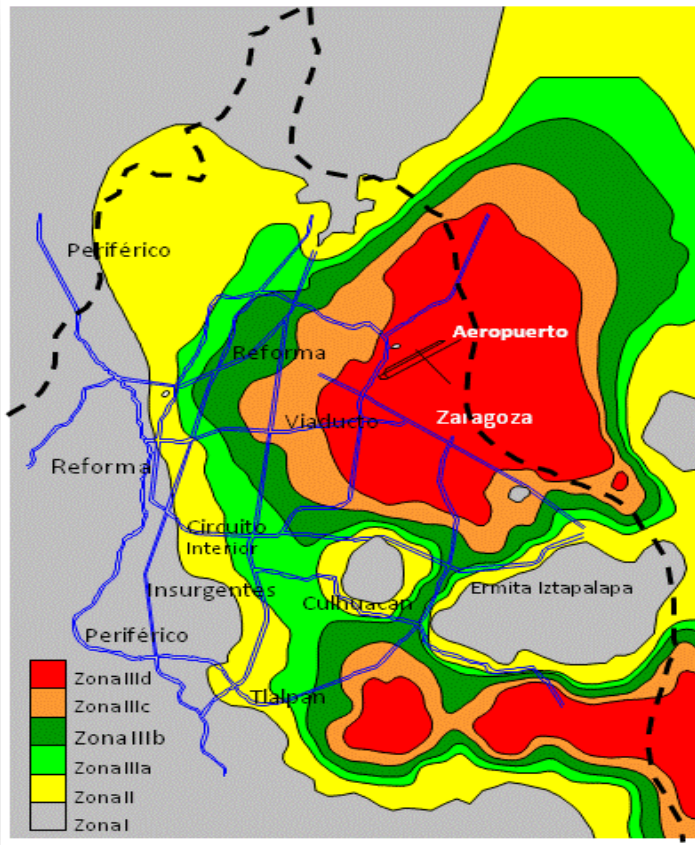 Periférico
Aeropuerto
Reforma
Viaducto
Zaragoza
Reforma
Circuito
Interior
Insurgentes
Ermita Iztapalapa
Culhuacán
Periférico
Tlalpan
Zona IIId
Zona IIIc
Zona IIIb
Zona IIIa
Zona II
Zona I